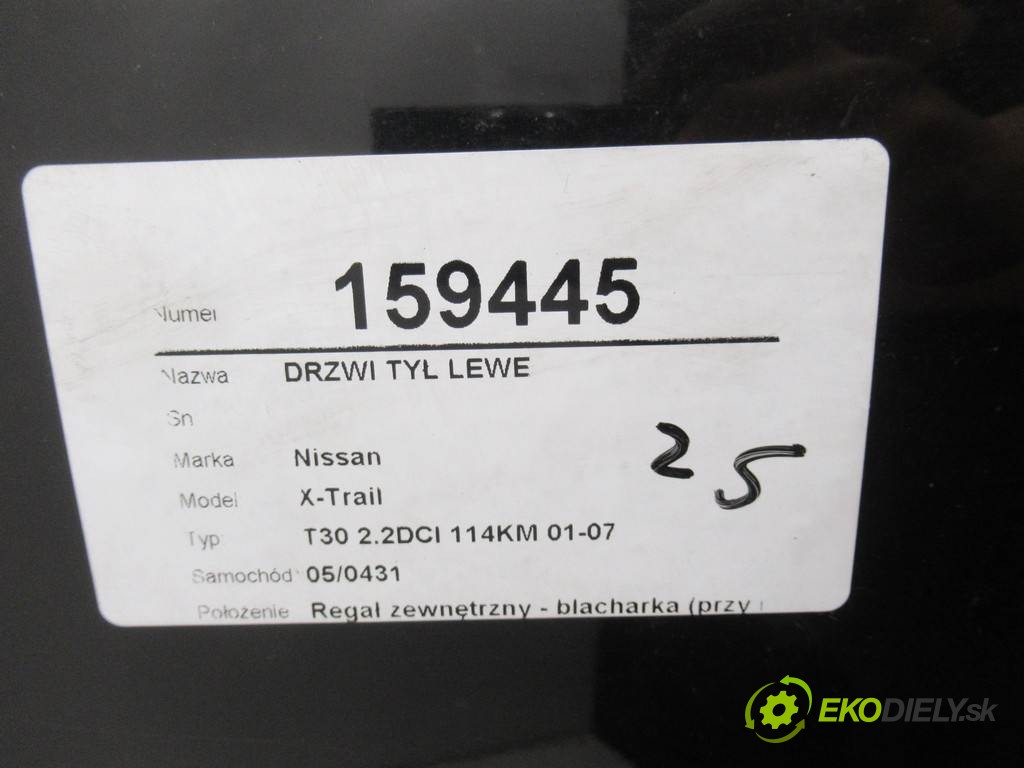 Numer 159445
Nazwa DRZWI TYŁ LEWE
Sn
Marka Nissan
Model X-Trail
Typ T30 2.2DCI 114KM 01-07
Samochód 05/0431
Położenie Regał zewnętrzny - blacharka (przy
25
EKODIELY.sk